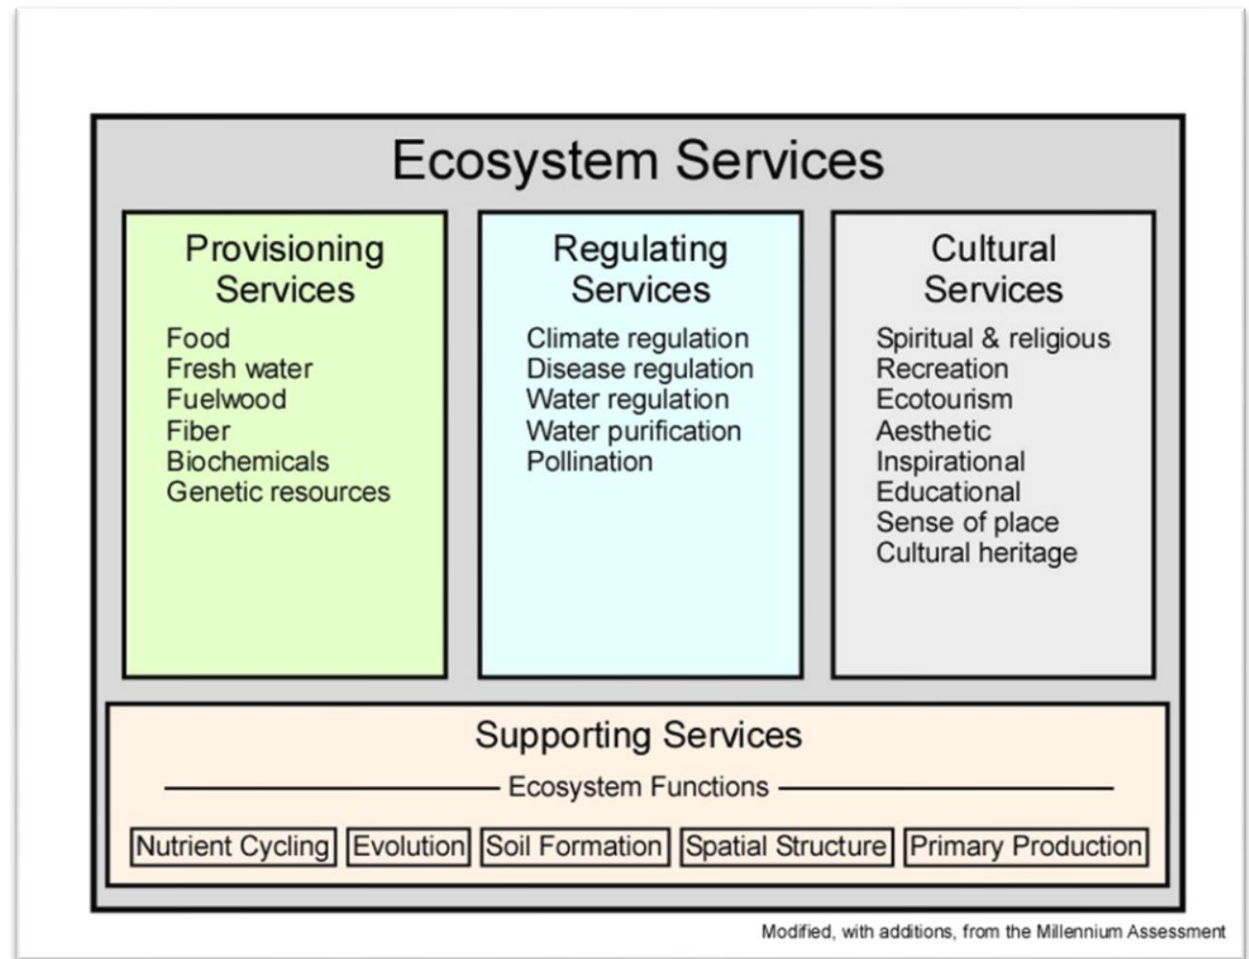 Ecosystem Services
Provisioning
Services
Food
Fresh water
Fuelwood
Fiber
Biochemicals
Genetic resources
Regulating
Services
Climate regulation
Disease regulation
Water regulation
Water purification
Pollination
Cultural
Services
Spiritual & religious
Recreation
Ecotourism
Aesthetic
Inspirational
Educational
Sense of place
Cultural heritage
Supporting Services
Ecosystem Functions
Nutrient Cycling
Evolution
Soil Formation
Spatial Structure
Primary Production
Modified, with additions, from the Millennium Assessment